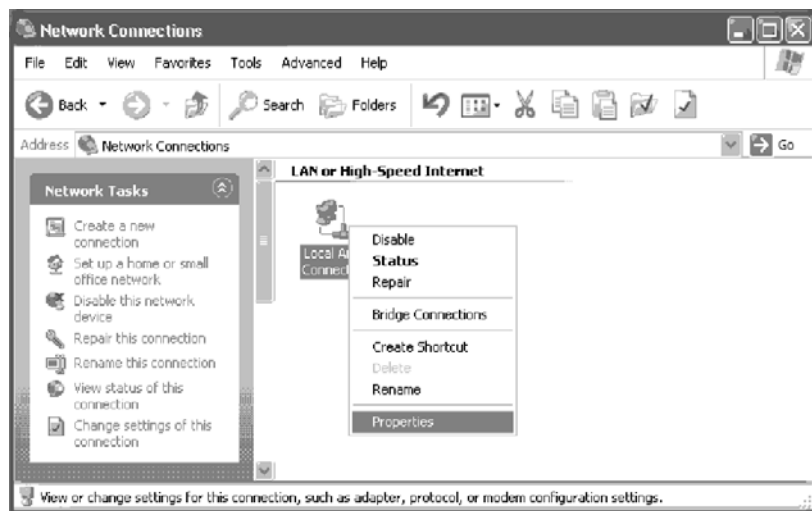 Network Connections
File Edit View Favorites Tools Advanced Help
Back Search Folders
Address Network Connections Go
Network Tasks
Create a new
connection
Set up a home or small
office network
Disable this network
device
Repair this connection
Rename this connection
View status of this
connection
Change settings of this
connection
LAN or High-Speed Internet
Local
Disable
Status
Repair
Bridge Connections
Create Shortcut
Delete
Rename
Properties
View or change settings for this connection, such as adapter, protocol, or modem configuration settings.